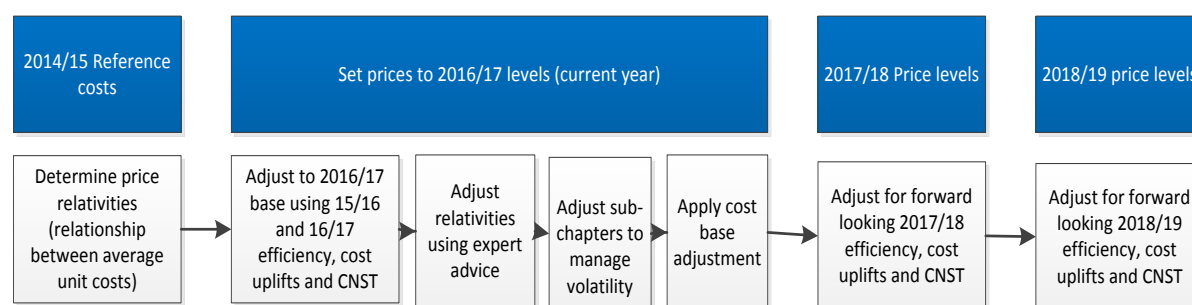 2014/15 Reference
costs
Set prices to 2016/17 levels (current year)
2017/18 Price levels
2018/19 price levels
Determine price
relativities
(relationship
between average
unit costs)
Adjust to 2016/17
base using 15/16
and 16/17
efficiency, cost
uplifts and CNST
Adjust
relativities
using expert
advice
Adjust sub-
chapters to
manage
volatility
Apply cost
base
adjustment
Adjust for forward
looking 2017/18
efficiency, cost
uplifts and CNST
Adjust for forward
looking 2018/19
efficiency, cost
uplifts and CNST